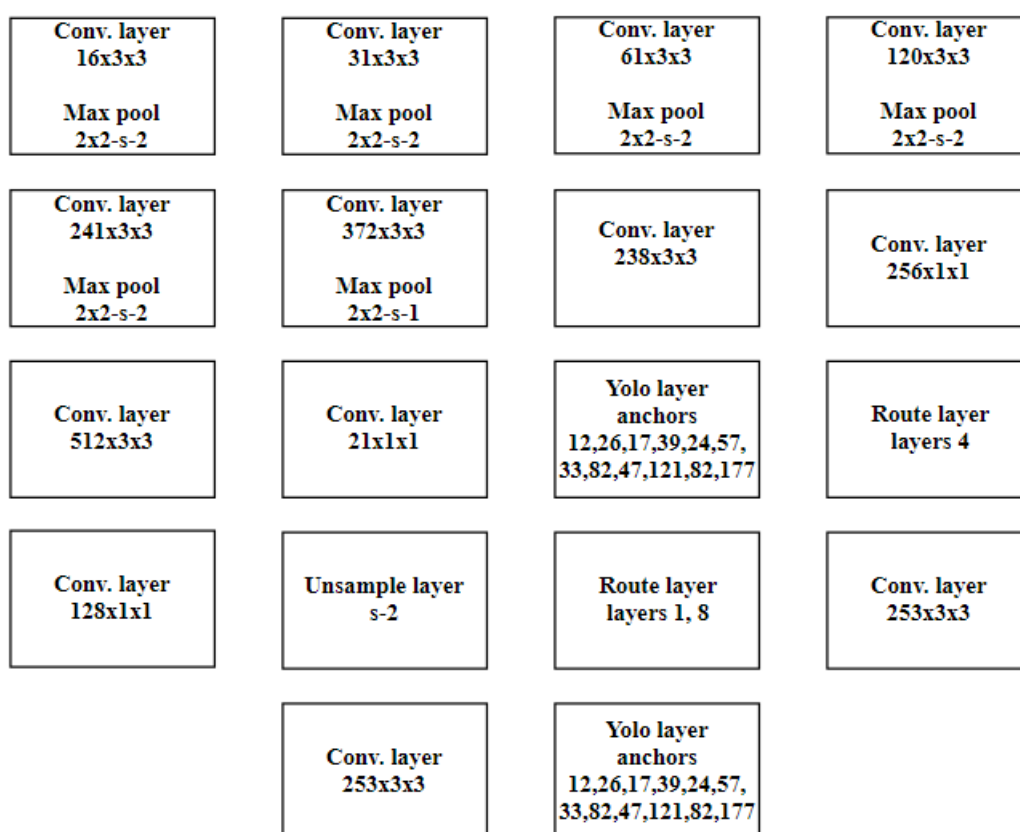 Conv. layer
16x3x3
Max pool
2x2-s-2
Conv. layer
31x3x3
Max pool
2x2-s-2
Conv. layer
61x3x3
Max pool
2x2-s-2
Conv. layer
120x3x3
Max pool
2x2-s-2
Conv. layer
241x3x3
Max pool
2x2-s-2
Conv. layer
372x3x3
Max pool
2x2-s-1
Conv. layer
238x3x3
Conv. layer
256x1x1
Conv. layer
512x3x3
Conv. layer
21x1x1
Yolo layer
anchors
12,26,17,39,24,57,
33,82,47,121,82,177
Route layer
layers 4
Conv. layer
128x1x1
Unsample layer
s-2
Route layer
layers 1, 8
Conv. layer
253x3x3
Conv. layer
253x3x3
Yolo layer
anchors
12,26,17,39,24,57,
33,82,47,121,82,177